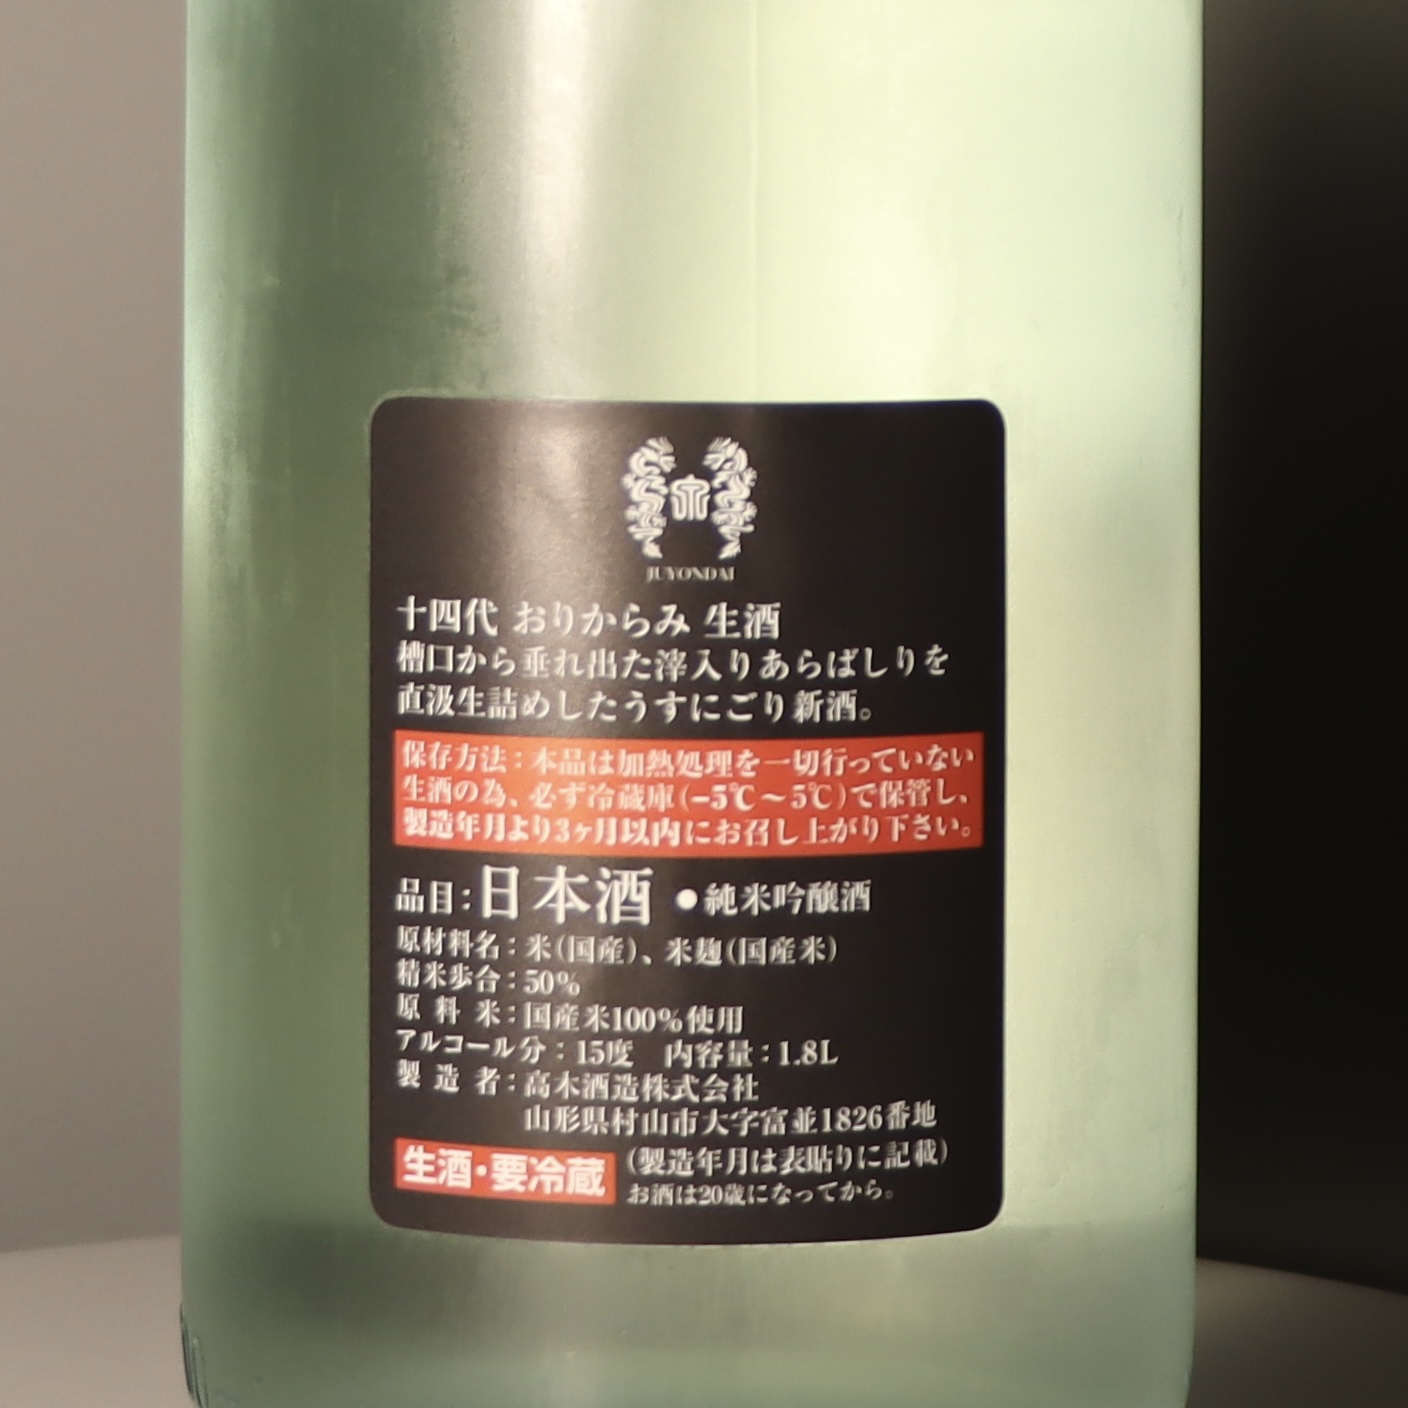 JUYONDAI
十四代 おりからみ 生酒
槽口から垂れ出た滓入りあらばしりを
直汲生詰めしたうすにごり新酒。
保存方法：本品は加熱処理を一切行っていない
生酒の為、必ず冷蔵庫(−5℃～5℃)で保管し、
製造年月より3ヶ月以内にお召し上がり下さい。
品目：日本酒 ●純米吟醸酒
原材料名：米(国産)、米麹(国産米)
精米歩合：50%
原料米：国産米100%使用
アルコール分：15度　内容量：1.8L
製造者：高木酒造株式会社
山形県村山市大字富並1826番地
生酒・要冷蔵 (製造年月は表貼りに記載)
お酒は20歳になってから。